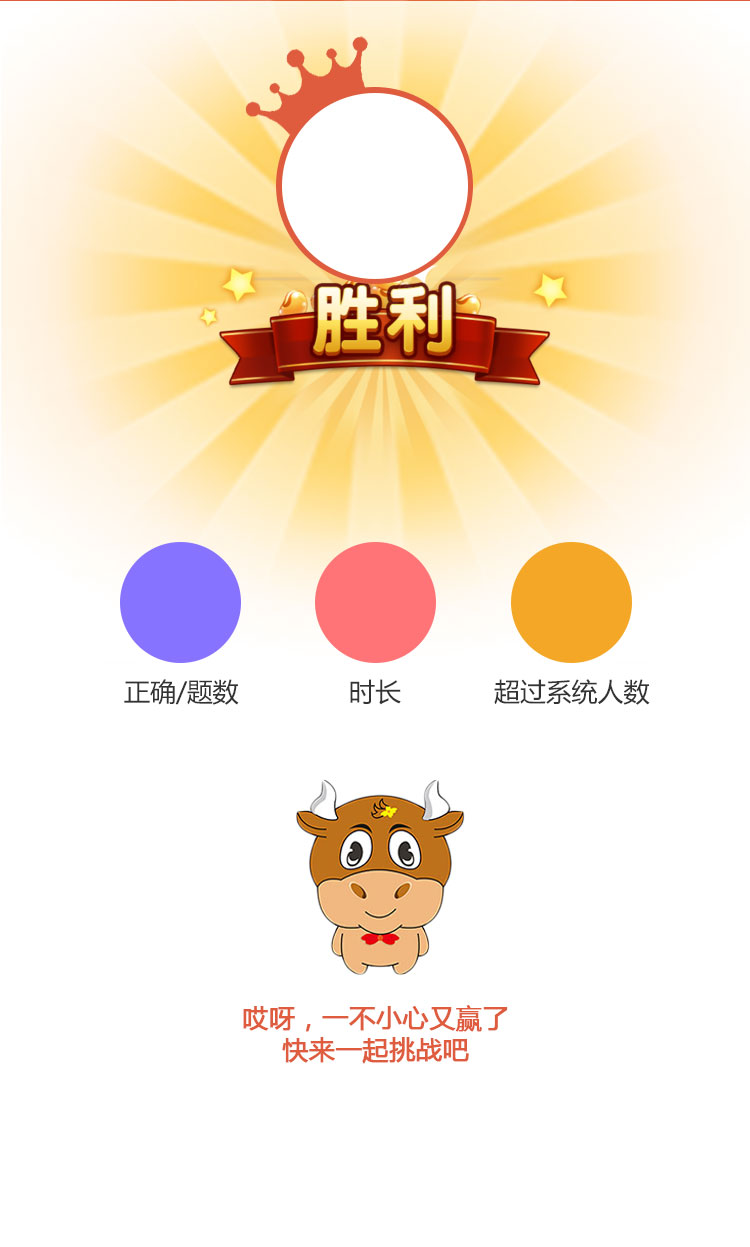 胜利
正确/题数
时长
超过系统人数
哎呀，一不小心又赢了
快来一起挑战吧